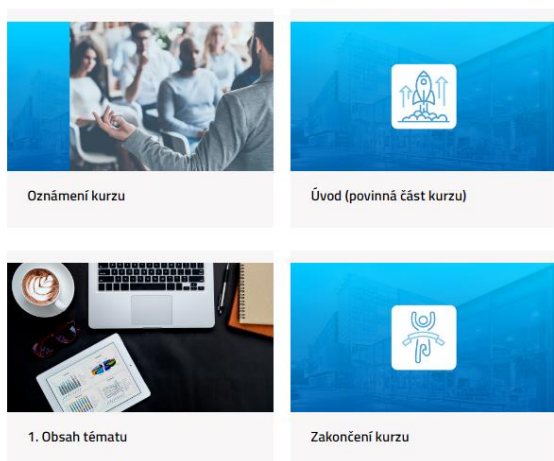 Oznámení kurzu
Úvod (povinná část kurzu)
1. Obsah tématu
Zakončení kurzu